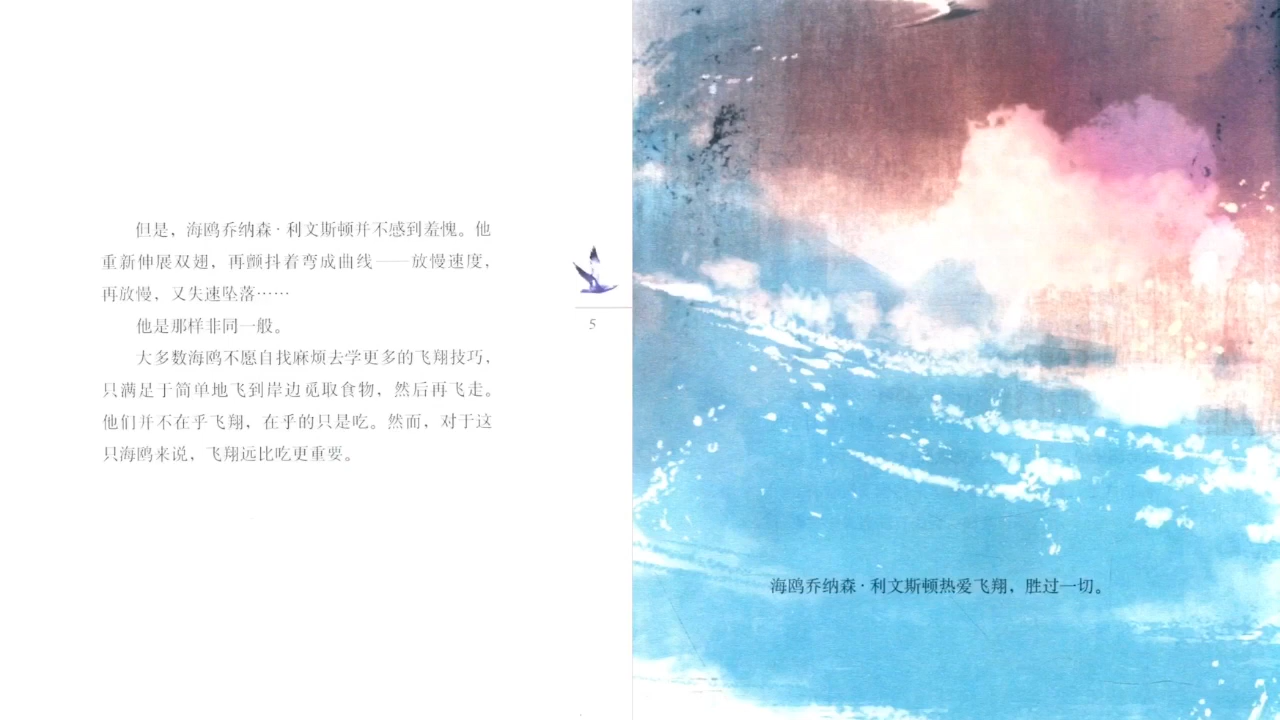 但是，海鸥乔纳森·利文斯顿并不感到羞愧。他
重新伸展双翅，再颤抖着弯成曲线——放慢速度，
再放慢，又失速坠落……
他是那样非同一般。
大多数海鸥不愿自找麻烦去学更多的飞翔技巧，
只满足于简单地飞到岸边觅取食物，然后再飞走。
他们并不在乎飞翔，在乎的只是吃。然而，对于这
只海鸥来说，飞翔远比吃更重要。
5
海鸥乔纳森·利文斯顿热爱飞翔，胜过一切。